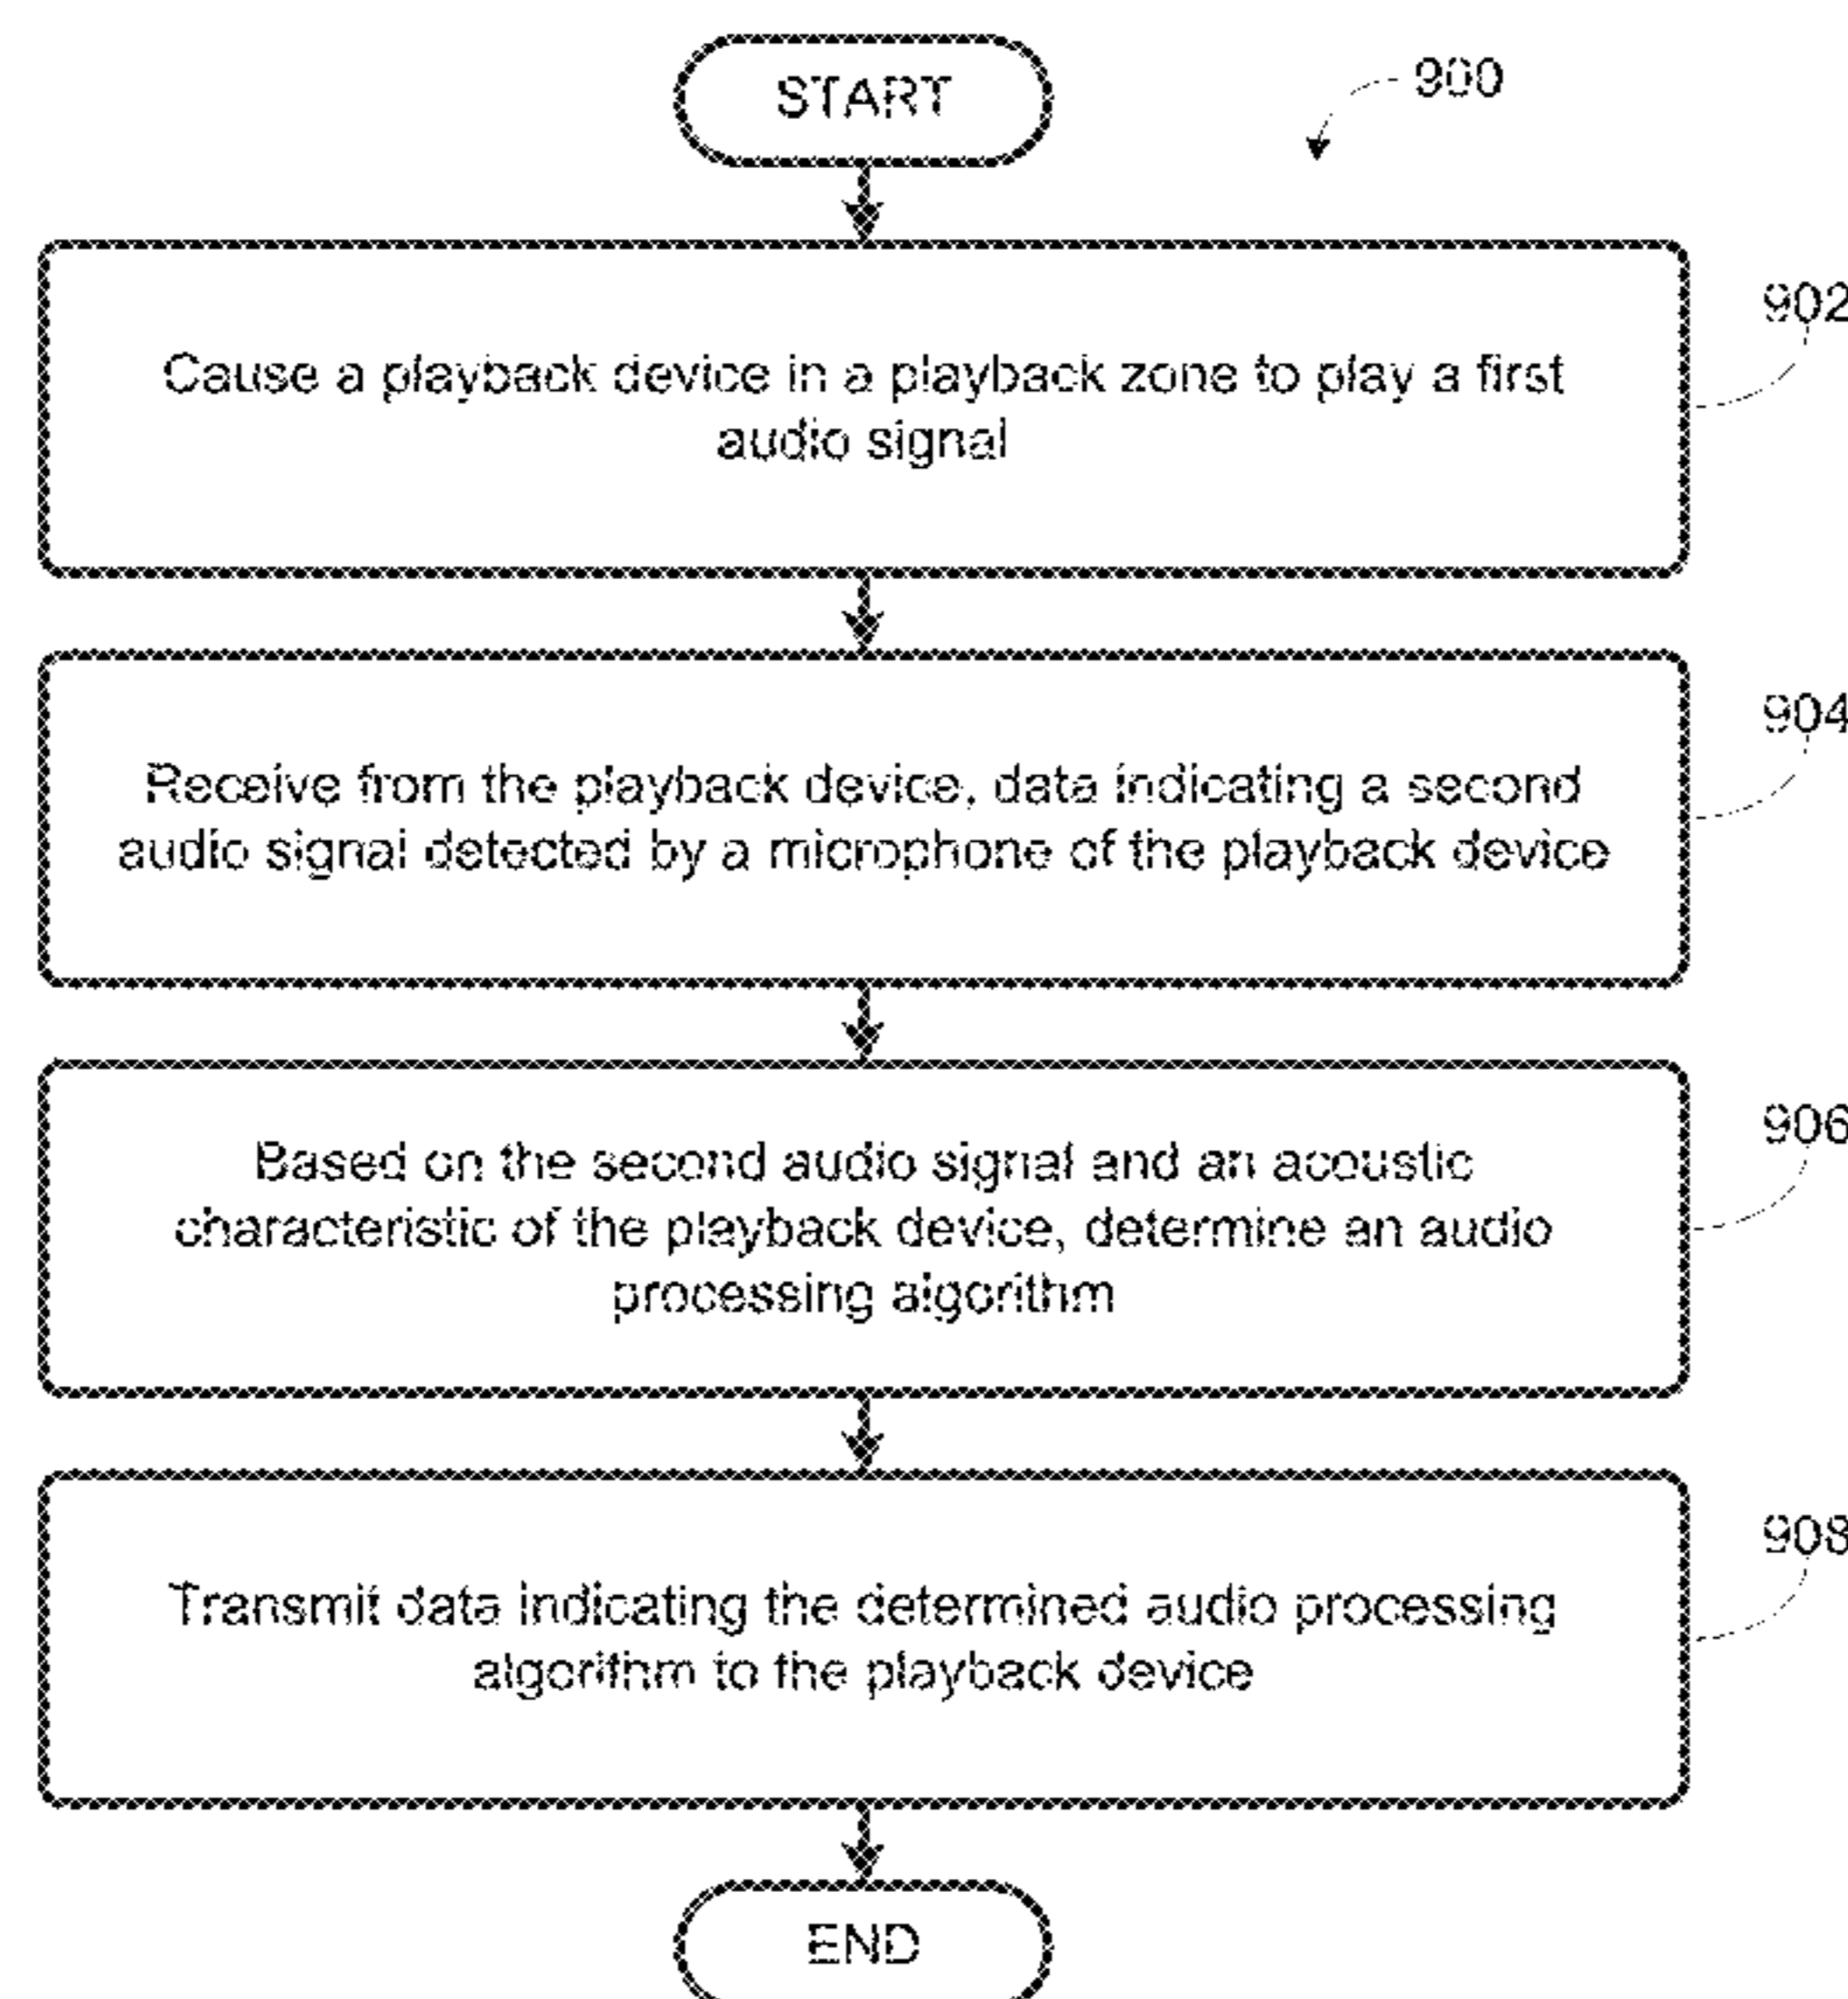 START
900
902
Cause a playback device in a playback zone to play a first
audio signal
904
Receive from the playback device, data indicating a second
audio signal detected by a microphone of the playback device
906
Based on the second audio signal and an acoustic
characteristic of the playback device, determine an audio
processing algorithm
908
Transmit data indicating the determined audio processing
algorithm to the playback device
END